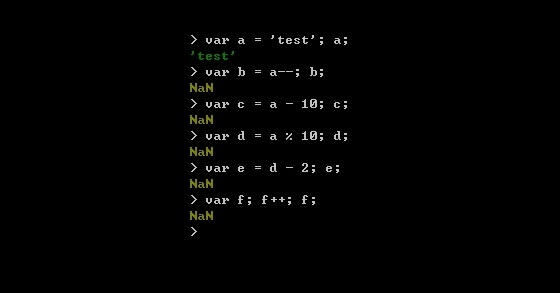 > var a = 'test'; a;
'test'
> var b = a--; b;
NaN
> var c = a - 10; c;
NaN
> var d = a % 10; d;
NaN
> var e = d - 2; e;
NaN
> var f; f++; f;
NaN
>